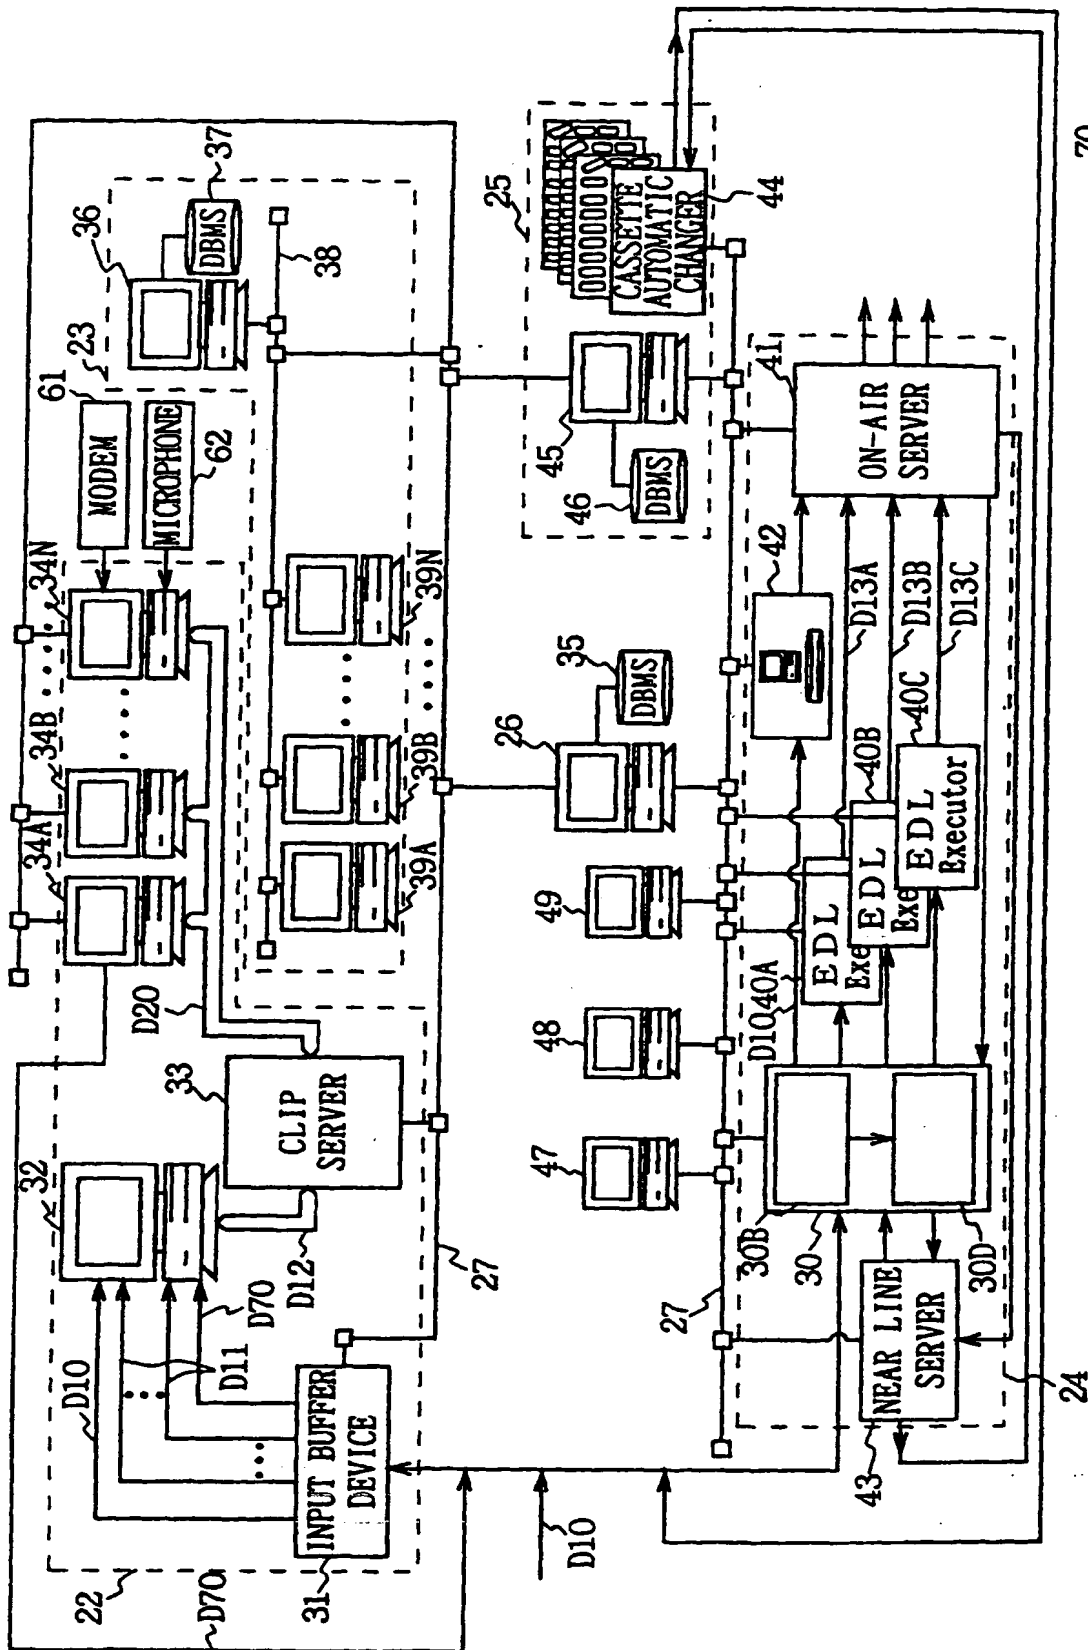 D70
22
D10
D11
D70
32
D12
INPUT BUFFER
DEVICE
31
33
CLIP
SERVER
D20
27
34A
34B
34N
MODEM
61
MICROPHONE
62
23
36
DBMS
37
38
39A
39B
39N
D10
47
48
49
26
DBMS
35
45
46
DBMS
25
CASSETTE
AUTOMATIC
CHANGER
44
27
24
43
NEAR LINE
SERVER
30B
30
30D
D10
40A
EDL
Exe
40B
EDL
Exe
40C
EDL
Executor
42
D13A
D13B
D13C
41
ON-AIR
SERVER
70